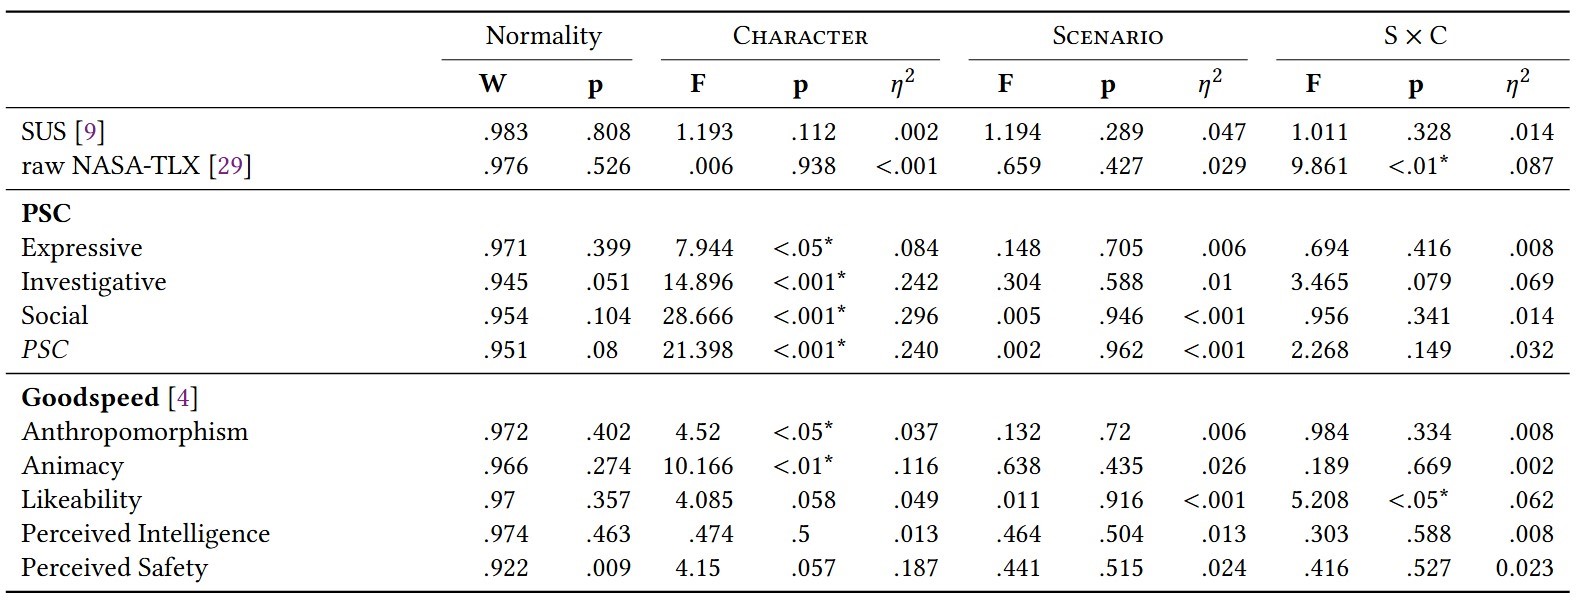 Normality CHARACTER SCENARIO S × C
W p F p η² F p η² F p η²
SUS [9] .983 .808 1.193 .112 .002 1.194 .289 .047 1.011 .328 .014
raw NASA-TLX [29] .976 .526 .006 .938 <.001 .659 .427 .029 9.861 <.01* .087
PSC
Expressive .971 .399 7.944 <.05* .084 .148 .705 .006 .694 .416 .008
Investigative .945 .051 14.896 <.001* .242 .304 .588 .01 3.465 .079 .069
Social .954 .104 28.666 <.001* .296 .005 .946 <.001 .956 .341 .014
PSC .951 .08 21.398 <.001* .240 .002 .962 <.001 2.268 .149 .032
Goodspeed [4]
Anthropomorphism .972 .402 4.52 <.05* .037 .132 .72 .006 .984 .334 .008
Animacy .966 .274 10.166 <.01* .116 .638 .435 .026 .189 .669 .002
Likeability .97 .357 4.085 .058 .049 .011 .916 <.001 5.208 <.05* .062
Perceived Intelligence .974 .463 .474 .5 .013 .464 .504 .013 .303 .588 .008
Perceived Safety .922 .009 4.15 .057 .187 .441 .515 .024 .416 .527 0.023